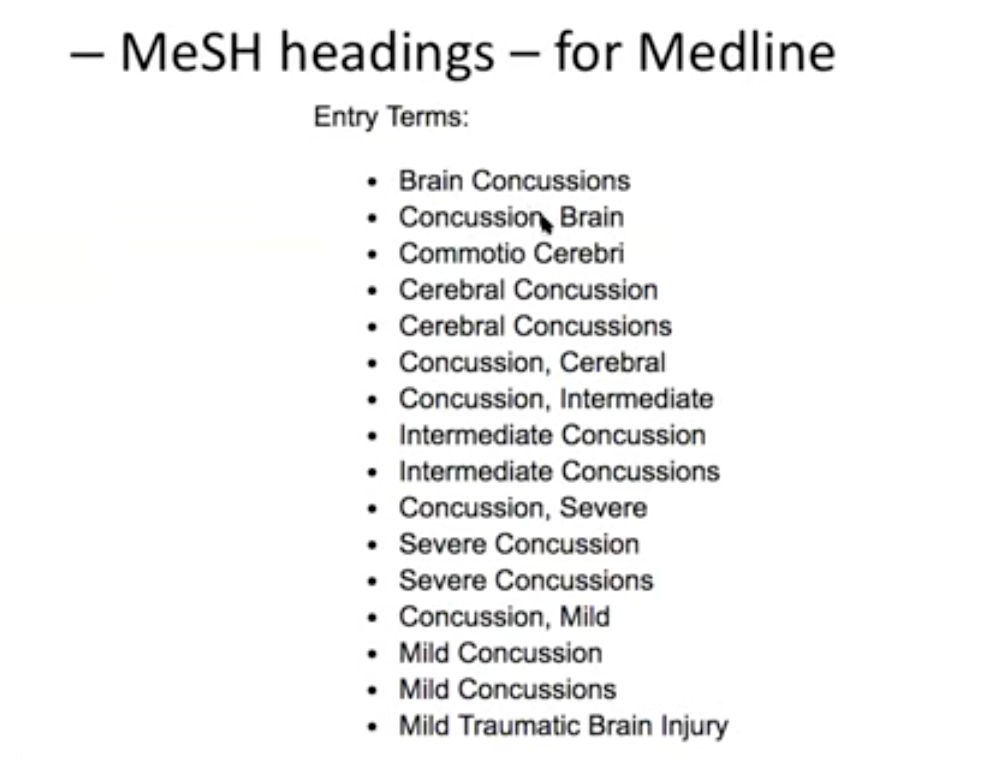 – MeSH headings – for Medline
Entry Terms:
• Brain Concussions
• Concussion, Brain
• Commotio Cerebri
• Cerebral Concussion
• Cerebral Concussions
• Concussion, Cerebral
• Concussion, Intermediate
• Intermediate Concussion
• Intermediate Concussions
• Concussion, Severe
• Severe Concussion
• Severe Concussions
• Concussion, Mild
• Mild Concussion
• Mild Concussions
• Mild Traumatic Brain Injury